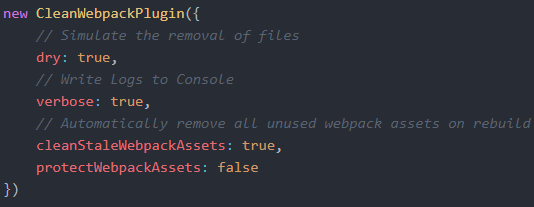 new CleanWebpackPlugin({
    // Simulate the removal of files
    dry: true,
    // Write Logs to Console
    verbose: true,
    // Automatically remove all unused webpack assets on rebuild
    cleanStaleWebpackAssets: true,
    protectWebpackAssets: false
})